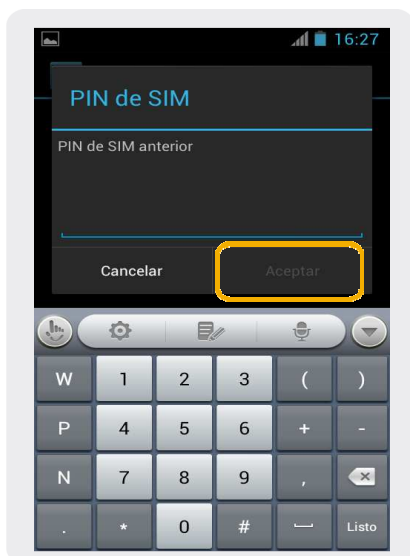 16:27
PIN de SIM
PIN de SIM anterior
Cancelar Aceptar
W 1 2 3 ( )
P 4 5 6 + -
N 7 8 9 ,
. * 0 # Listo